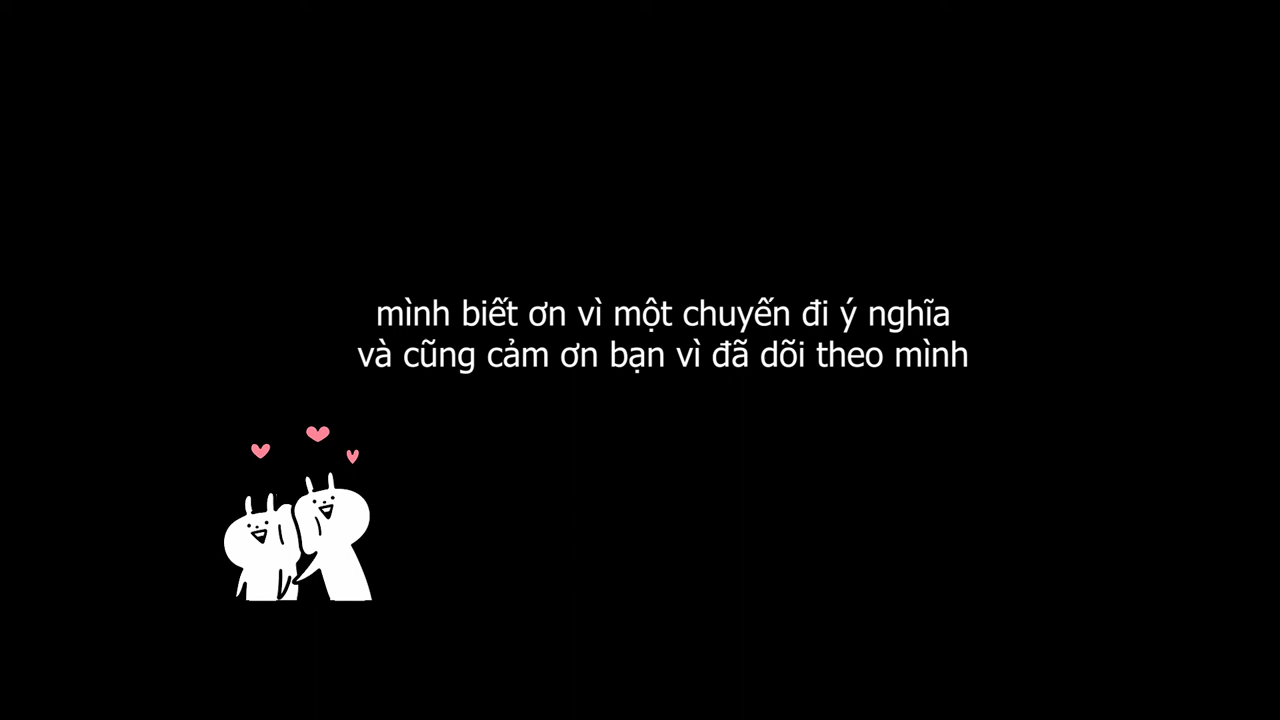 mình biết ơn vì một chuyến đi ý nghĩa
và cũng cảm ơn bạn vì đã dõi theo mình